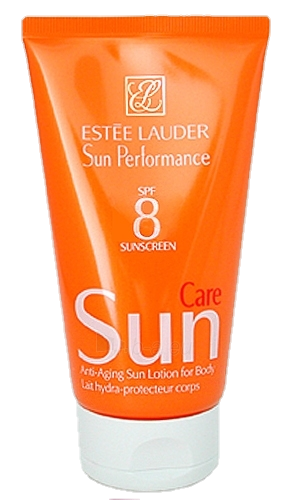 EL
ESTĒE LAUDER
Sun Performance
SPF
8
SUNSCREEN
Care
Sun
Anti-Aging Sun Lotion for Body
Lait hydra-protecteur corps